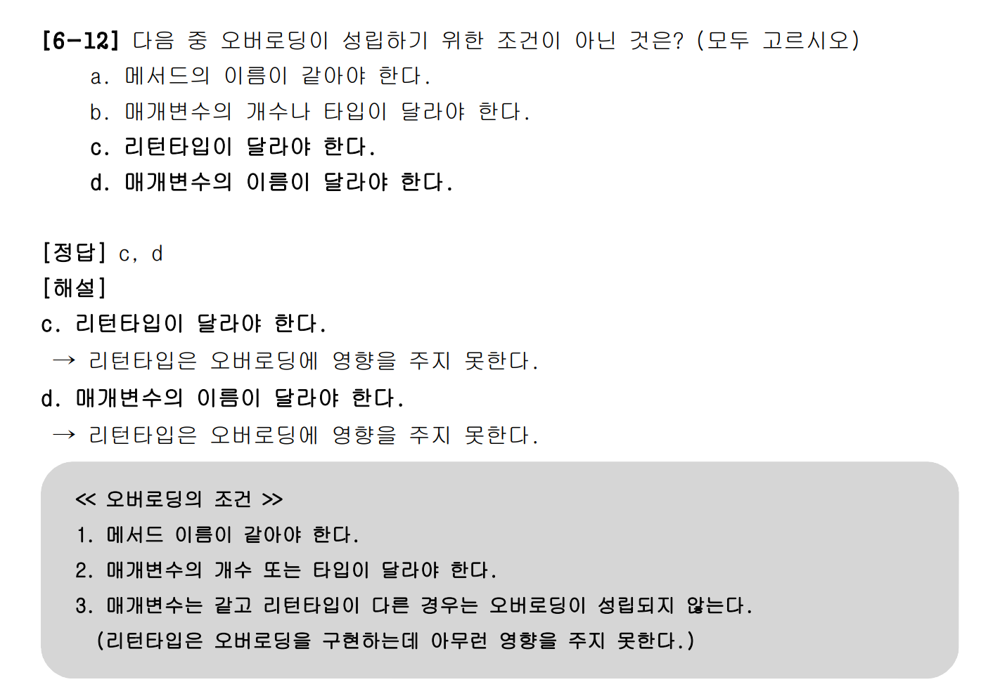 [6-12] 다음 중 오버로딩이 성립하기 위한 조건이 아닌 것은? (모두 고르시오)
a. 메서드의 이름이 같아야 한다.
b. 매개변수의 개수나 타입이 달라야 한다.
c. 리턴타입이 달라야 한다.
d. 매개변수의 이름이 달라야 한다.
[정답] c, d
[해설]
c. 리턴타입이 달라야 한다.
→ 리턴타입은 오버로딩에 영향을 주지 못한다.
d. 매개변수의 이름이 달라야 한다.
→ 리턴타입은 오버로딩에 영향을 주지 못한다.
≪ 오버로딩의 조건 ≫
1. 메서드 이름이 같아야 한다.
2. 매개변수의 개수 또는 타입이 달라야 한다.
3. 매개변수는 같고 리턴타입이 다른 경우는 오버로딩이 성립되지 않는다.
(리턴타입은 오버로딩을 구현하는데 아무런 영향을 주지 못한다.)